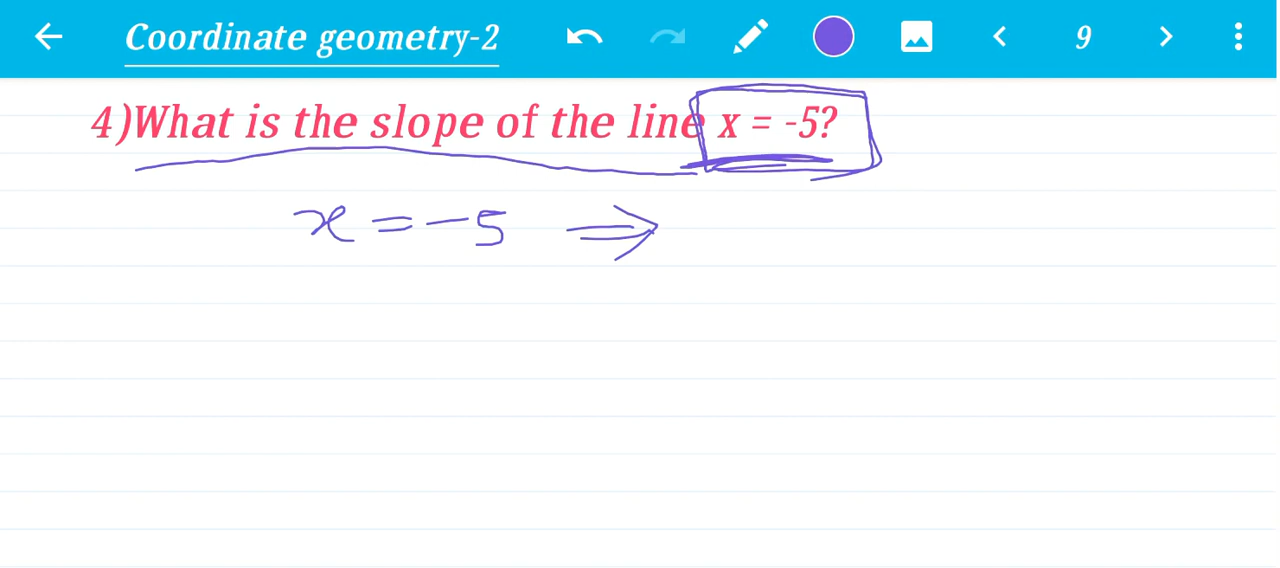 Coordinate geometry-2
9
4)What is the slope of the line x = -5?
x = -5 ⇒